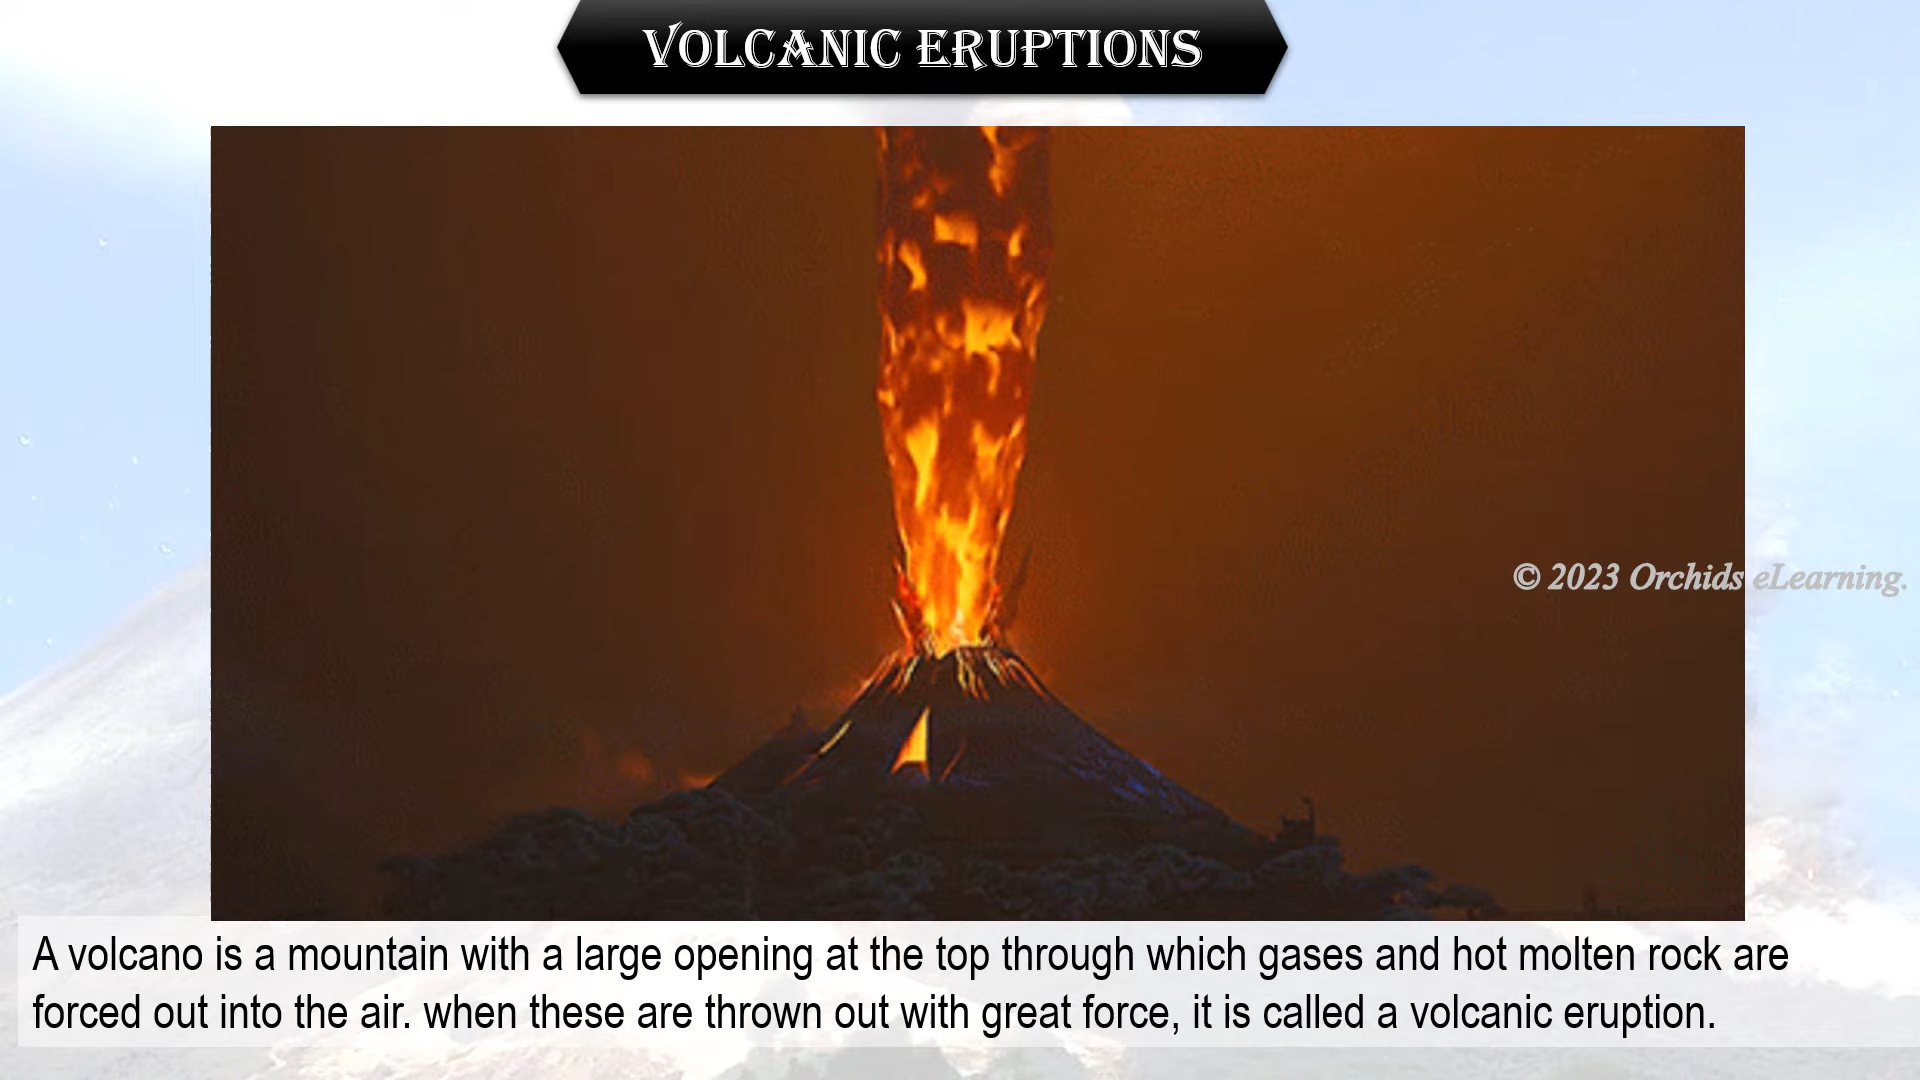 VOLCANIC ERUPTIONS
© 2023 Orchids eLearning.
A volcano is a mountain with a large opening at the top through which gases and hot molten rock are
forced out into the air. when these are thrown out with great force, it is called a volcanic eruption.